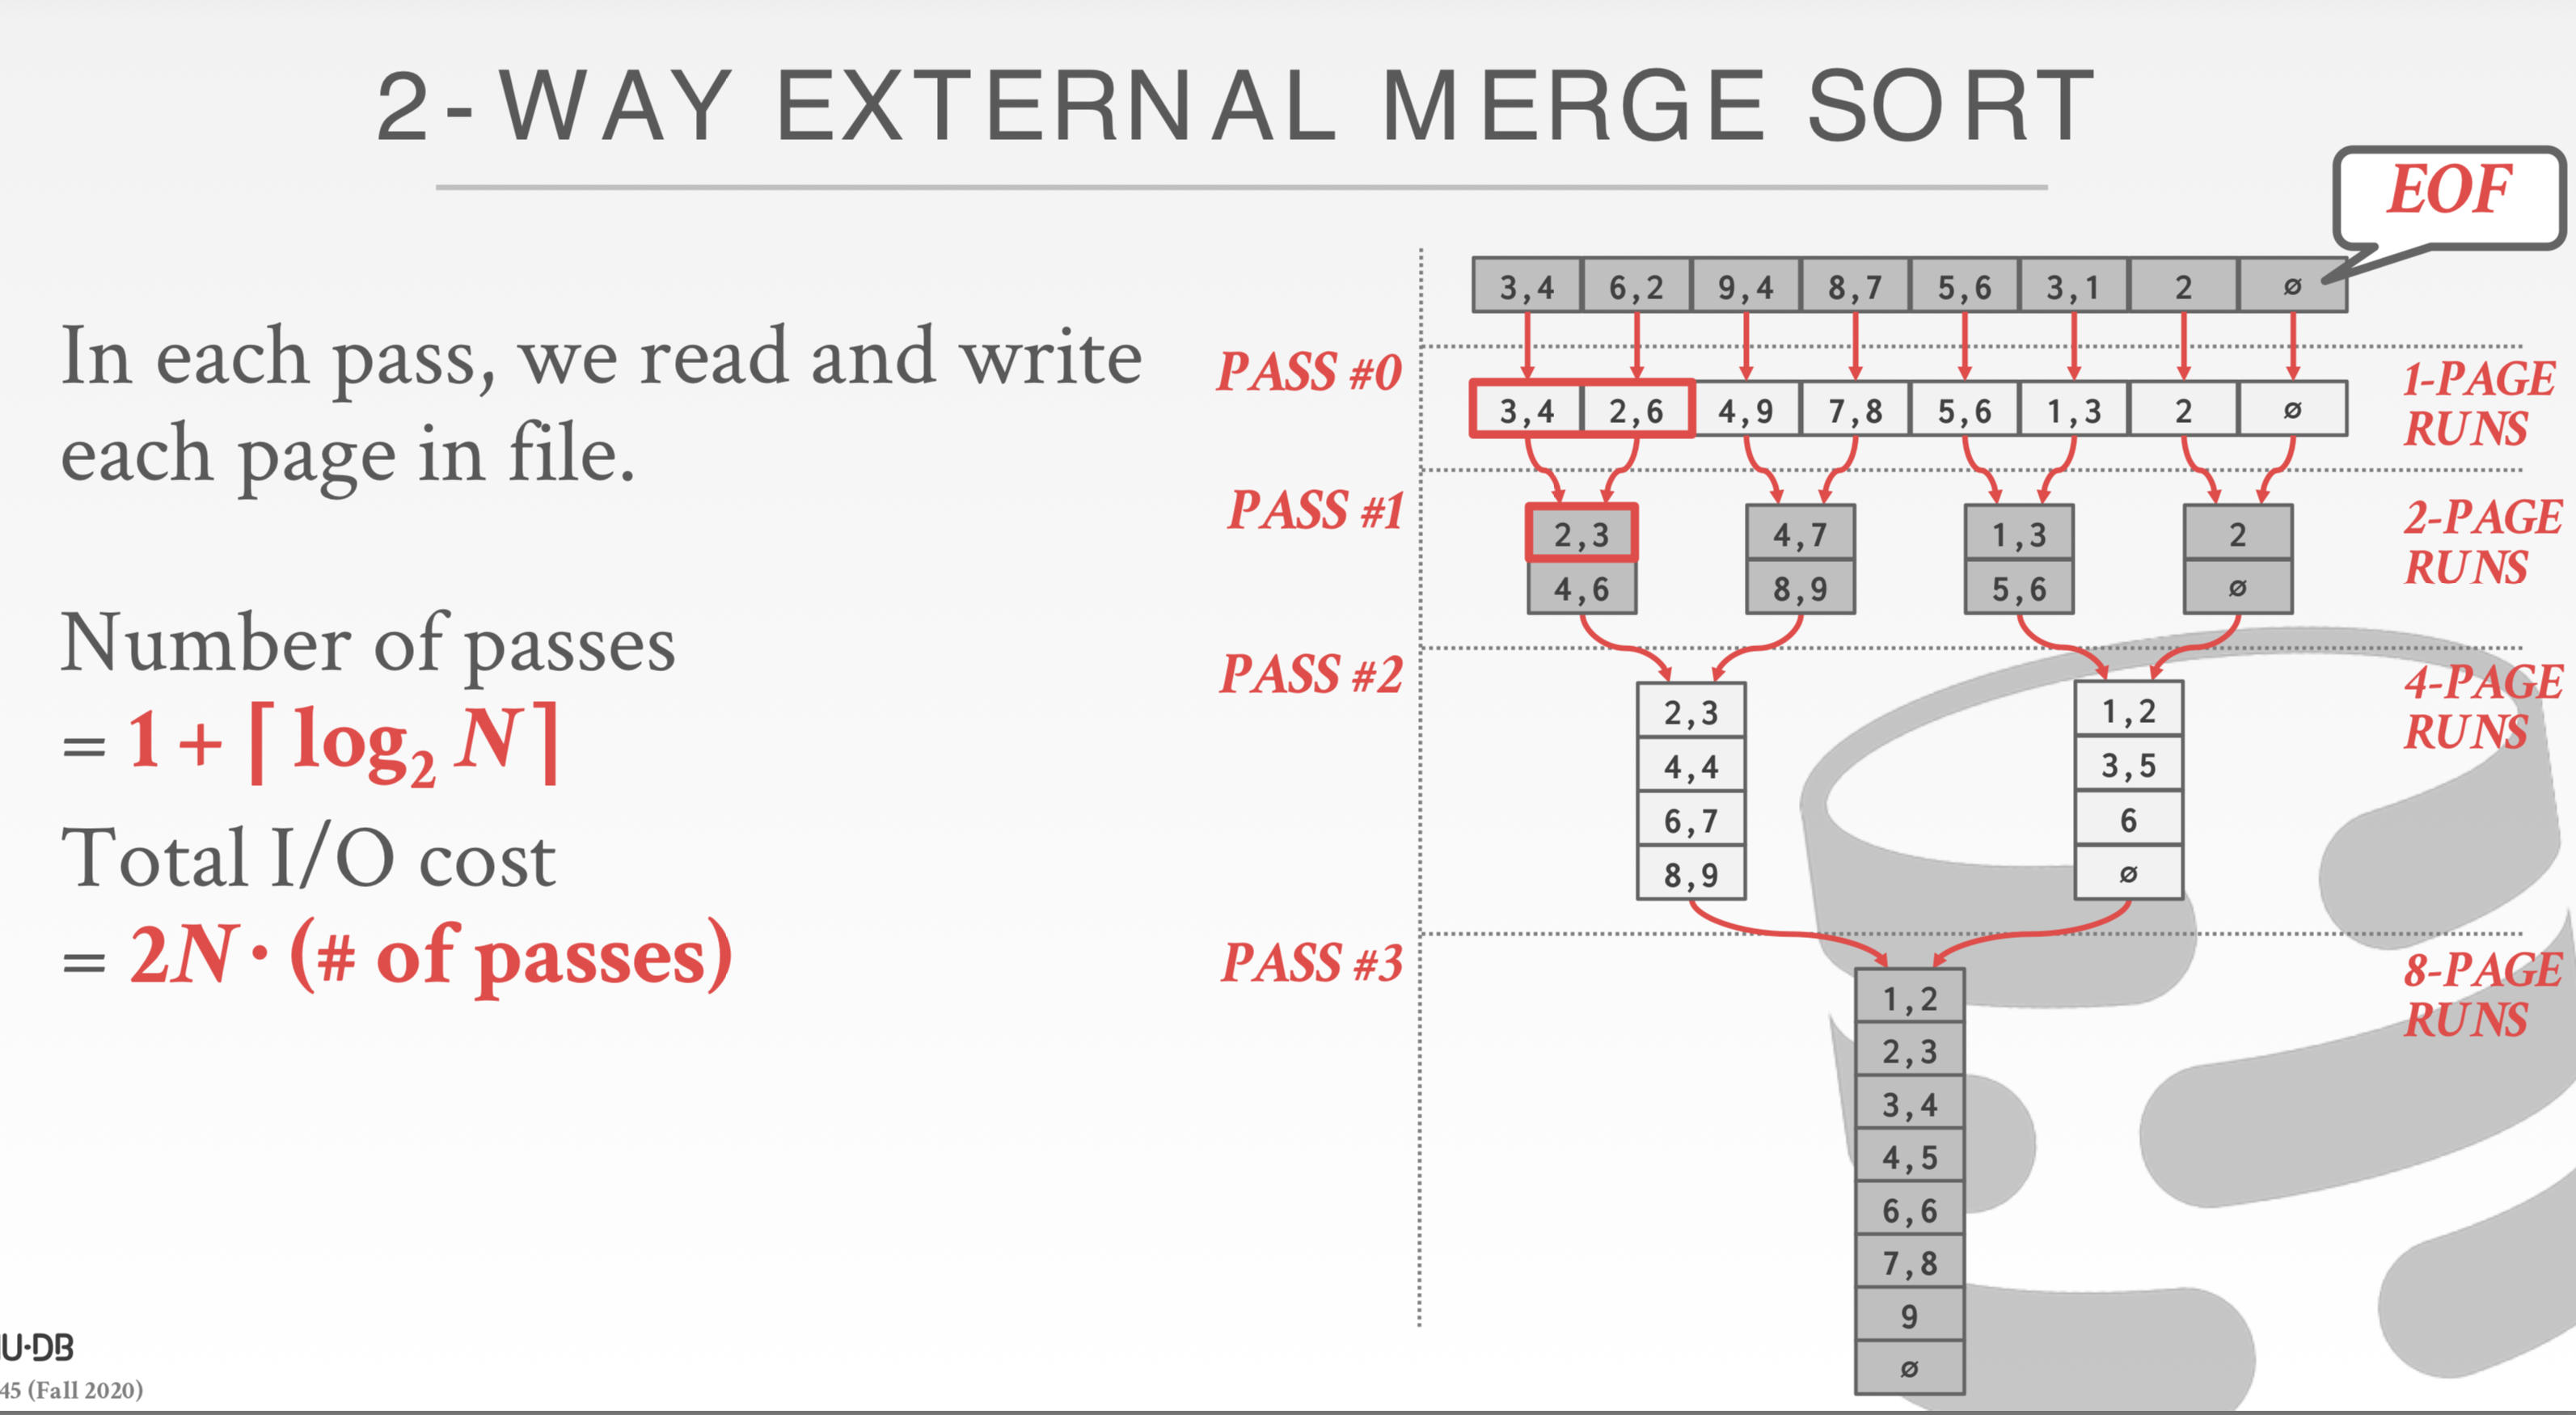 2-WAY EXTERNAL MERGE SORT
EOF
In each pass, we read and write
each page in file.
Number of passes
= 1 + ⌈ log₂ N ⌉
Total I/O cost
= 2N · (# of passes)
3,4 6,2 9,4 8,7 5,6 3,1 2 ∅
PASS #0
3,4 2,6 4,9 7,8 5,6 1,3 2 ∅
1-PAGE
RUNS
PASS #1
2,3 4,7 1,3 2
4,6 8,9 5,6 ∅
2-PAGE
RUNS
PASS #2
2,3 1,2
4,4 3,5
6,7 6
8,9 ∅
4-PAGE
RUNS
PASS #3
1,2
2,3
3,4
4,5
6,6
7,8
9
∅
8-PAGE
RUNS
U·DB
45 (Fall 2020)